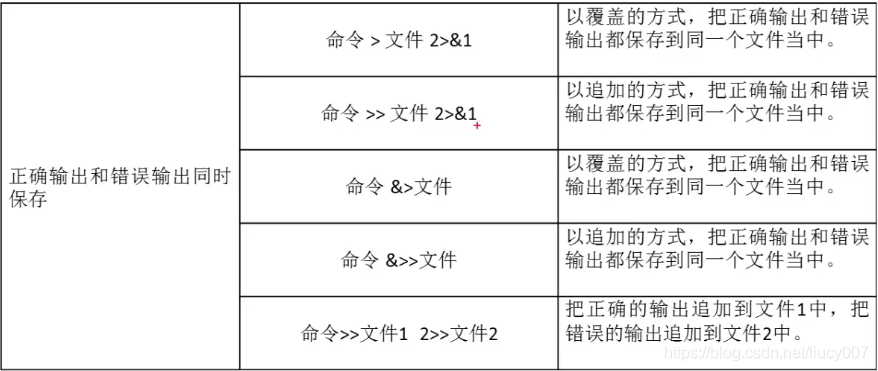 命令 > 文件 2>&1
以覆盖的方式，把正确输出和错误
输出都保存到同一个文件当中。
命令 >> 文件 2>&1
以追加的方式，把正确输出和错误
输出都保存到同一个文件当中。
正确输出和错误输出同时
保存
命令 &>文件
以覆盖的方式，把正确输出和错误
输出都保存到同一个文件当中。
命令 &>>文件
以追加的方式，把正确输出和错误
输出都保存到同一个文件当中。
命令>>文件1 2>>文件2
把正确的输出追加到文件1中，把
错误的输出追加到文件2中。
https://blog.csdn.net/liucy007